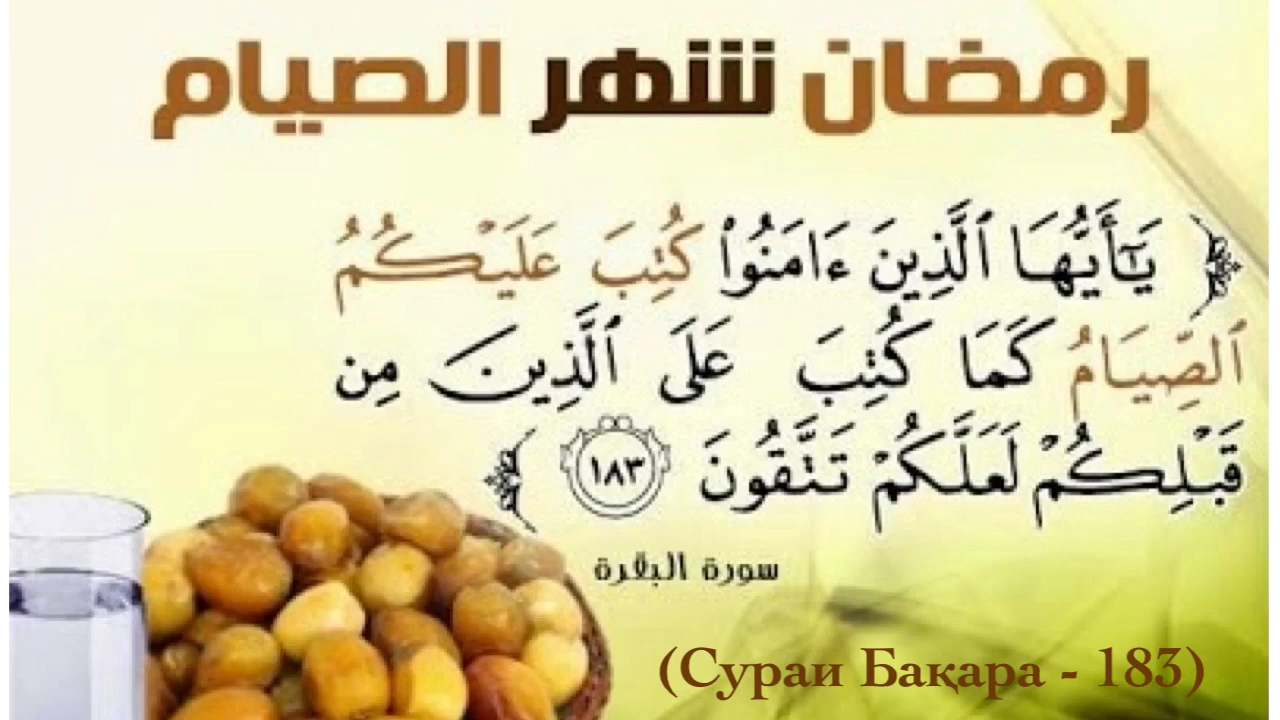 رمضان شهر الصيام
﴿ يَٰٓأَيُّهَا ٱلَّذِينَ ءَامَنُوا۟ كُتِبَ عَلَيْكُمُ
ٱلصِّيَامُ كَمَا كُتِبَ عَلَى ٱلَّذِينَ مِن
قَبْلِكُمْ لَعَلَّكُمْ تَتَّقُونَ ١٨٣ ﴾
سورة البقرة
(Сураи Бақара - 183)